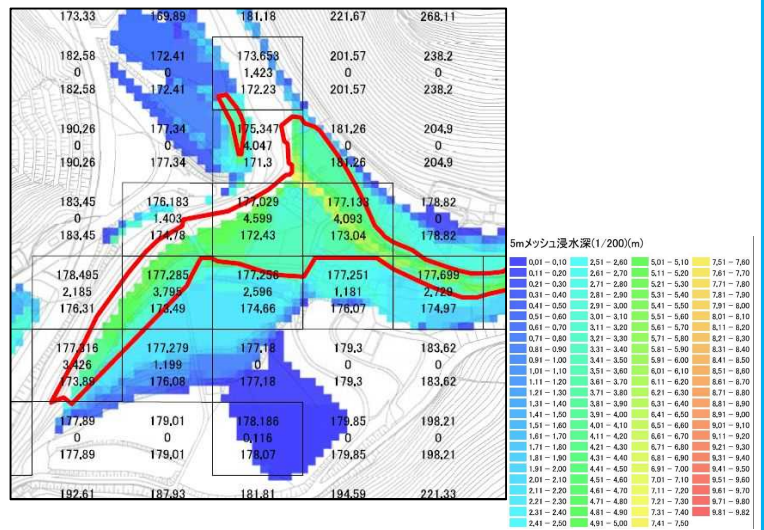 173.33 169.89 181.18 221.67 268.11
182.58 172.41 173.653 201.57 238.2
0 0 1.423 0 0
182.58 172.41 172.23 201.57 238.2
190.26 177.34 175.347 181.26 204.9
0 0 4.047 0 0
190.26 177.34 171.3 181.26 204.9
183.45 176.183 177.029 177.133 178.82
0 1.403 4.599 4.093 0
183.45 174.78 172.43 173.04 178.82
178.495 177.285 177.256 177.251 177.699
2.185 3.795 2.596 1.181 2.729
176.31 173.49 174.66 176.07 174.97
177.316 177.279 177.18 179.3 183.62
3.426 1.199 0 0 0
173.89 176.08 177.18 179.3 183.62
177.89 179.01 178.186 179.85 198.21
0 0 0.116 0 0
177.89 179.01 178.07 179.85 198.21
192.61 187.93 181.81 194.59 221.33
5mメッシュ浸水深(1/200)(m)
0.01 - 0.10 2.51 - 2.60 5.01 - 5.10 7.51 - 7.60
0.11 - 0.20 2.61 - 2.70 5.11 - 5.20 7.61 - 7.70
0.21 - 0.30 2.71 - 2.80 5.21 - 5.30 7.71 - 7.80
0.31 - 0.40 2.81 - 2.90 5.31 - 5.40 7.81 - 7.90
0.41 - 0.50 2.91 - 3.00 5.41 - 5.50 7.91 - 8.00
0.51 - 0.60 3.01 - 3.10 5.51 - 5.60 8.01 - 8.10
0.61 - 0.70 3.11 - 3.20 5.61 - 5.70 8.11 - 8.20
0.71 - 0.80 3.21 - 3.30 5.71 - 5.80 8.21 - 8.30
0.81 - 0.90 3.31 - 3.40 5.81 - 5.90 8.31 - 8.40
0.91 - 1.00 3.41 - 3.50 5.91 - 6.00 8.41 - 8.50
1.01 - 1.10 3.51 - 3.60 6.01 - 6.10 8.51 - 8.60
1.11 - 1.20 3.61 - 3.70 6.11 - 6.20 8.61 - 8.70
1.21 - 1.30 3.71 - 3.80 6.21 - 6.30 8.71 - 8.80
1.31 - 1.40 3.81 - 3.90 6.31 - 6.40 8.81 - 8.90
1.41 - 1.50 3.91 - 4.00 6.41 - 6.50 8.91 - 9.00
1.51 - 1.60 4.01 - 4.10 6.51 - 6.60 9.01 - 9.10
1.61 - 1.70 4.11 - 4.20 6.61 - 6.70 9.11 - 9.20
1.71 - 1.80 4.21 - 4.30 6.71 - 6.80 9.21 - 9.30
1.81 - 1.90 4.31 - 4.40 6.81 - 6.90 9.31 - 9.40
1.91 - 2.00 4.41 - 4.50 6.91 - 7.00 9.41 - 9.50
2.01 - 2.10 4.51 - 4.60 7.01 - 7.10 9.51 - 9.60
2.11 - 2.20 4.61 - 4.70 7.11 - 7.20 9.61 - 9.70
2.21 - 2.30 4.71 - 4.80 7.21 - 7.30 9.71 - 9.80
2.31 - 2.40 4.81 - 4.90 7.31 - 7.40 9.81 - 9.82
2.41 - 2.50 4.91 - 5.00 7.41 - 7.50